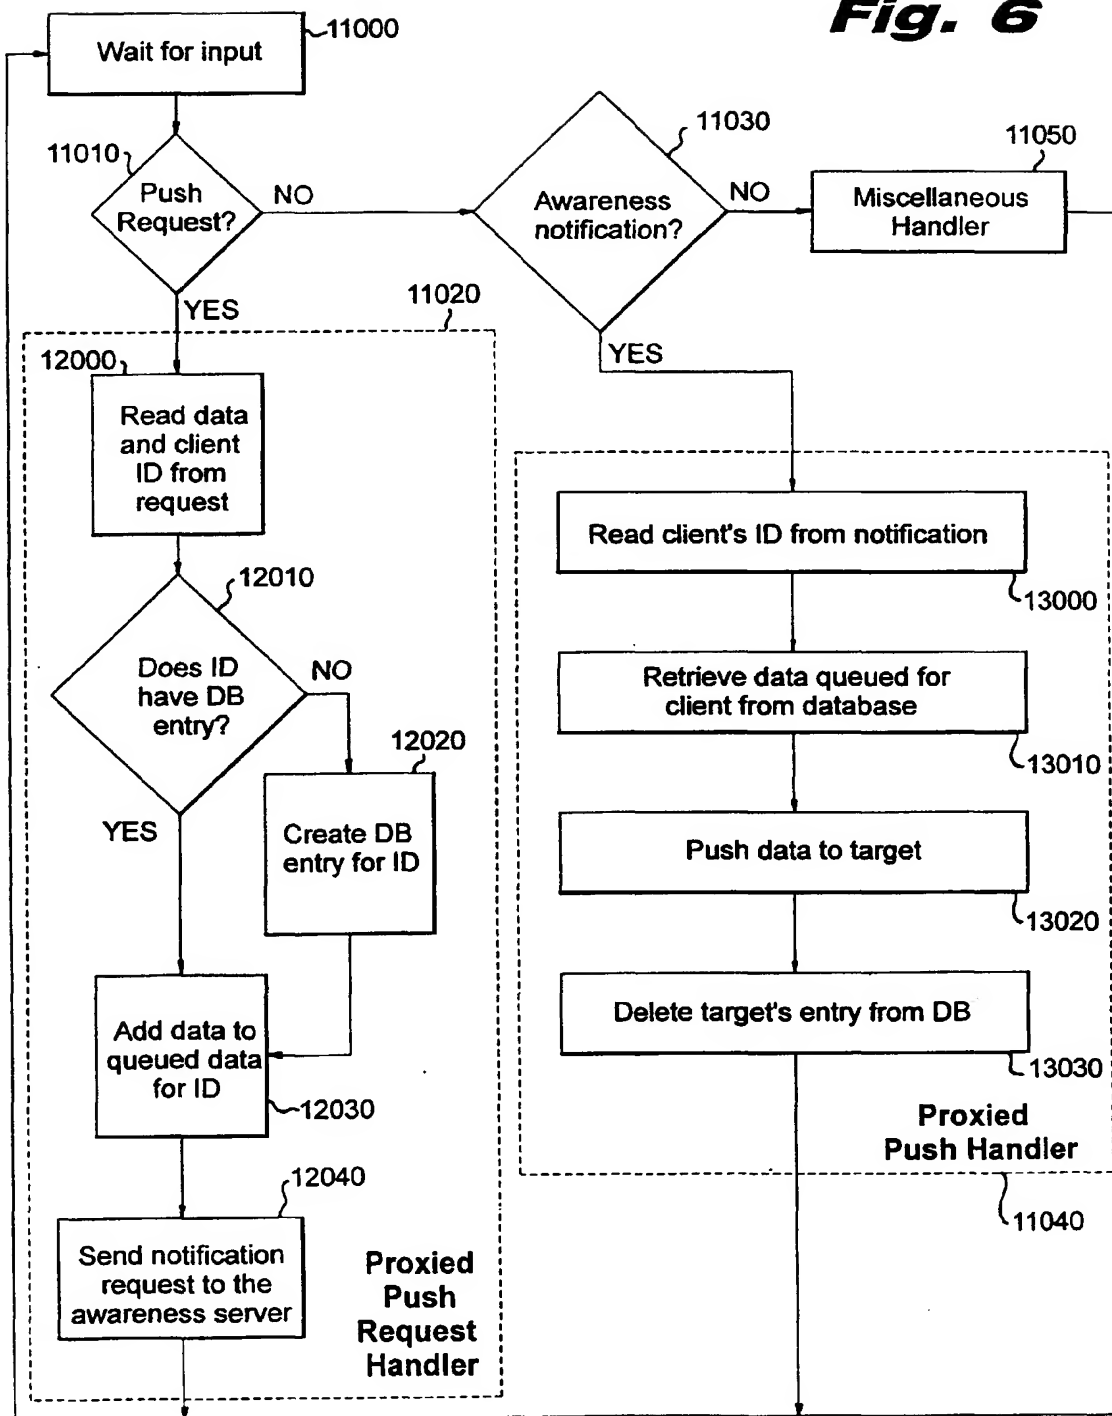 Fig. 6
11000
Wait for input
11010
Push
Request?
NO
YES
11030
Awareness
notification?
NO
YES
11050
Miscellaneous
Handler
11020
12000
Read data
and client
ID from
request
12010
Does ID
have DB
entry?
NO
YES
12020
Create DB
entry for ID
Add data to
queued data
for ID
12030
12040
Send notification
request to the
awareness server
Proxied
Push
Request
Handler
Read client's ID from notification
13000
Retrieve data queued for
client from database
13010
Push data to target
13020
Delete target's entry from DB
13030
Proxied
Push Handler
11040